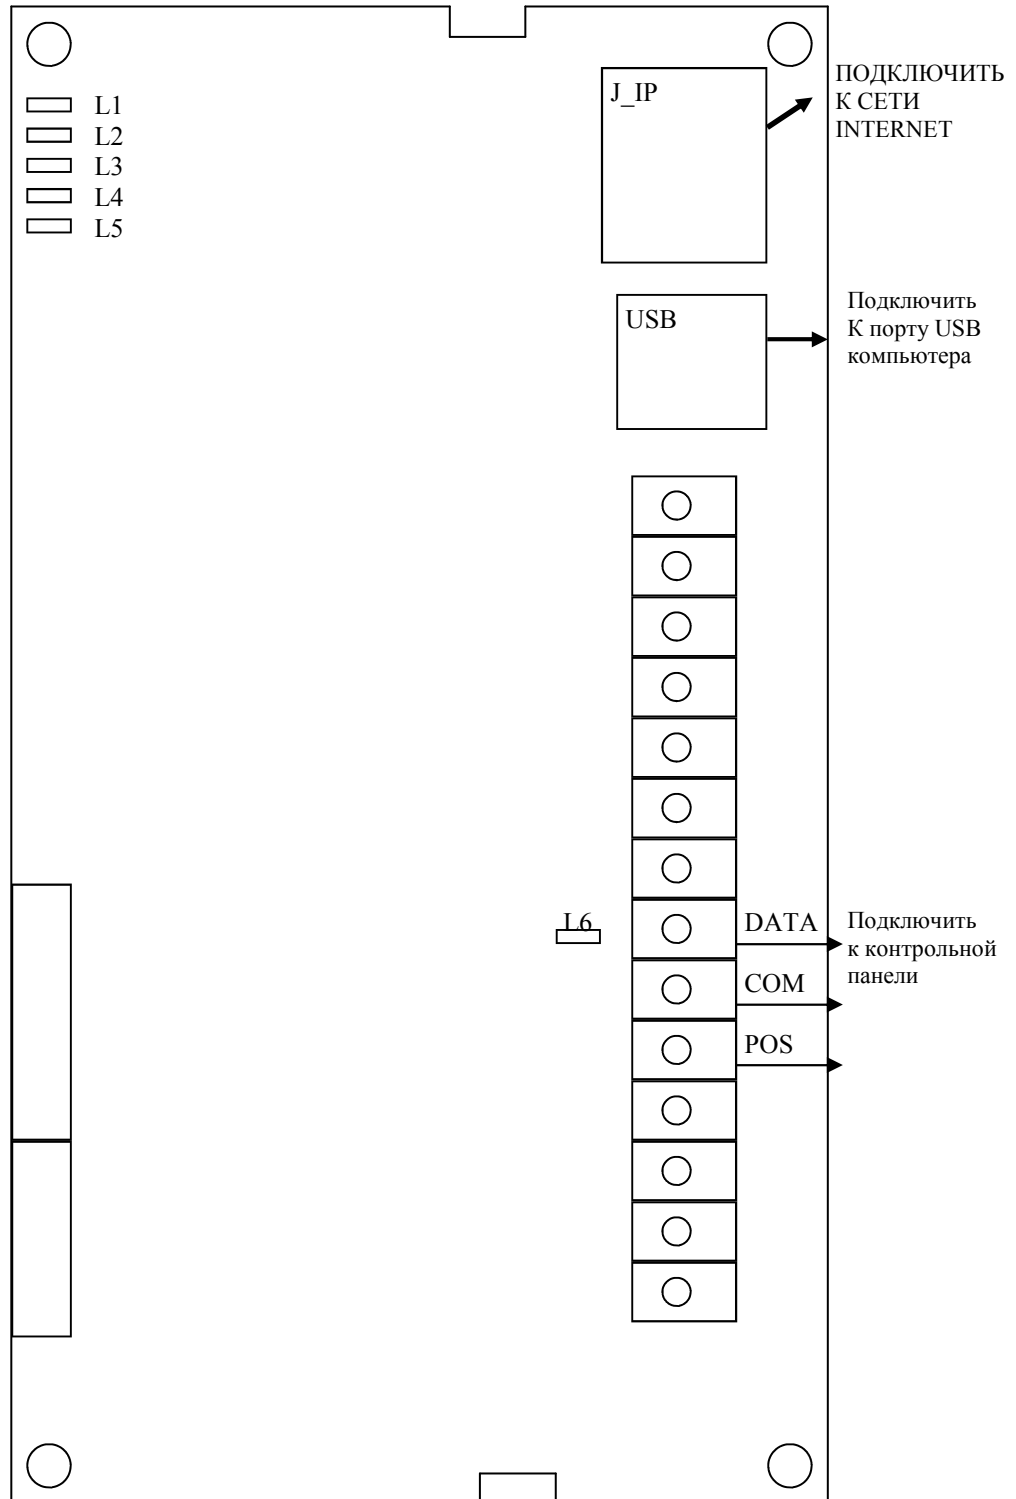 L1
L2
L3
L4
L5
J_IP
ПОДКЛЮЧИТЬ
К СЕТИ
INTERNET
USB
Подключить
К порту USB
компьютера
L6
DATA
COM
POS
Подключить
к контрольной
панели